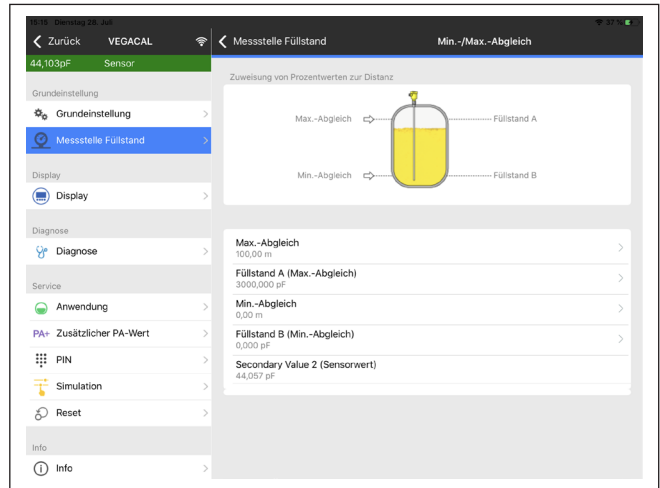 15:15 Dienstag 28. Juli
37 %
Zurück VEGACAL
44,103pF Sensor
Grundeinstellung
Grundeinstellung
Messstelle Füllstand
Display
Display
Diagnose
Diagnose
Service
Anwendung
PA+ Zusätzlicher PA-Wert
PIN
Simulation
Reset
Info
Info
Messstelle Füllstand Min.-/Max.-Abgleich
Zuweisung von Prozentwerten zur Distanz
Max.-Abgleich Füllstand A
Min.-Abgleich Füllstand B
Max.-Abgleich
100,00 m
Füllstand A (Max.-Abgleich)
3000,000 pF
Min.-Abgleich
0,00 m
Füllstand B (Min.-Abgleich)
0,000 pF
Secondary Value 2 (Sensorwert)
44,057 pF